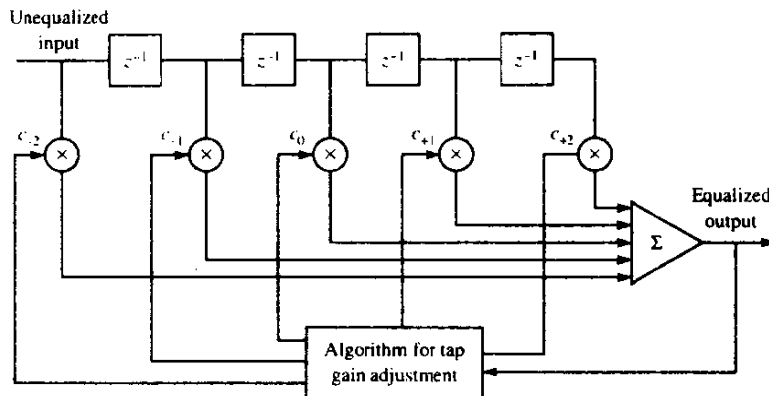 Unequalized
input
z⁻¹ z⁻¹ z⁻¹ z⁻¹
c₋₂ c₋₁ c₀ c₊₁ c₊₂
× × × × ×
Equalized
output
Σ
Algorithm for tap
gain adjustment